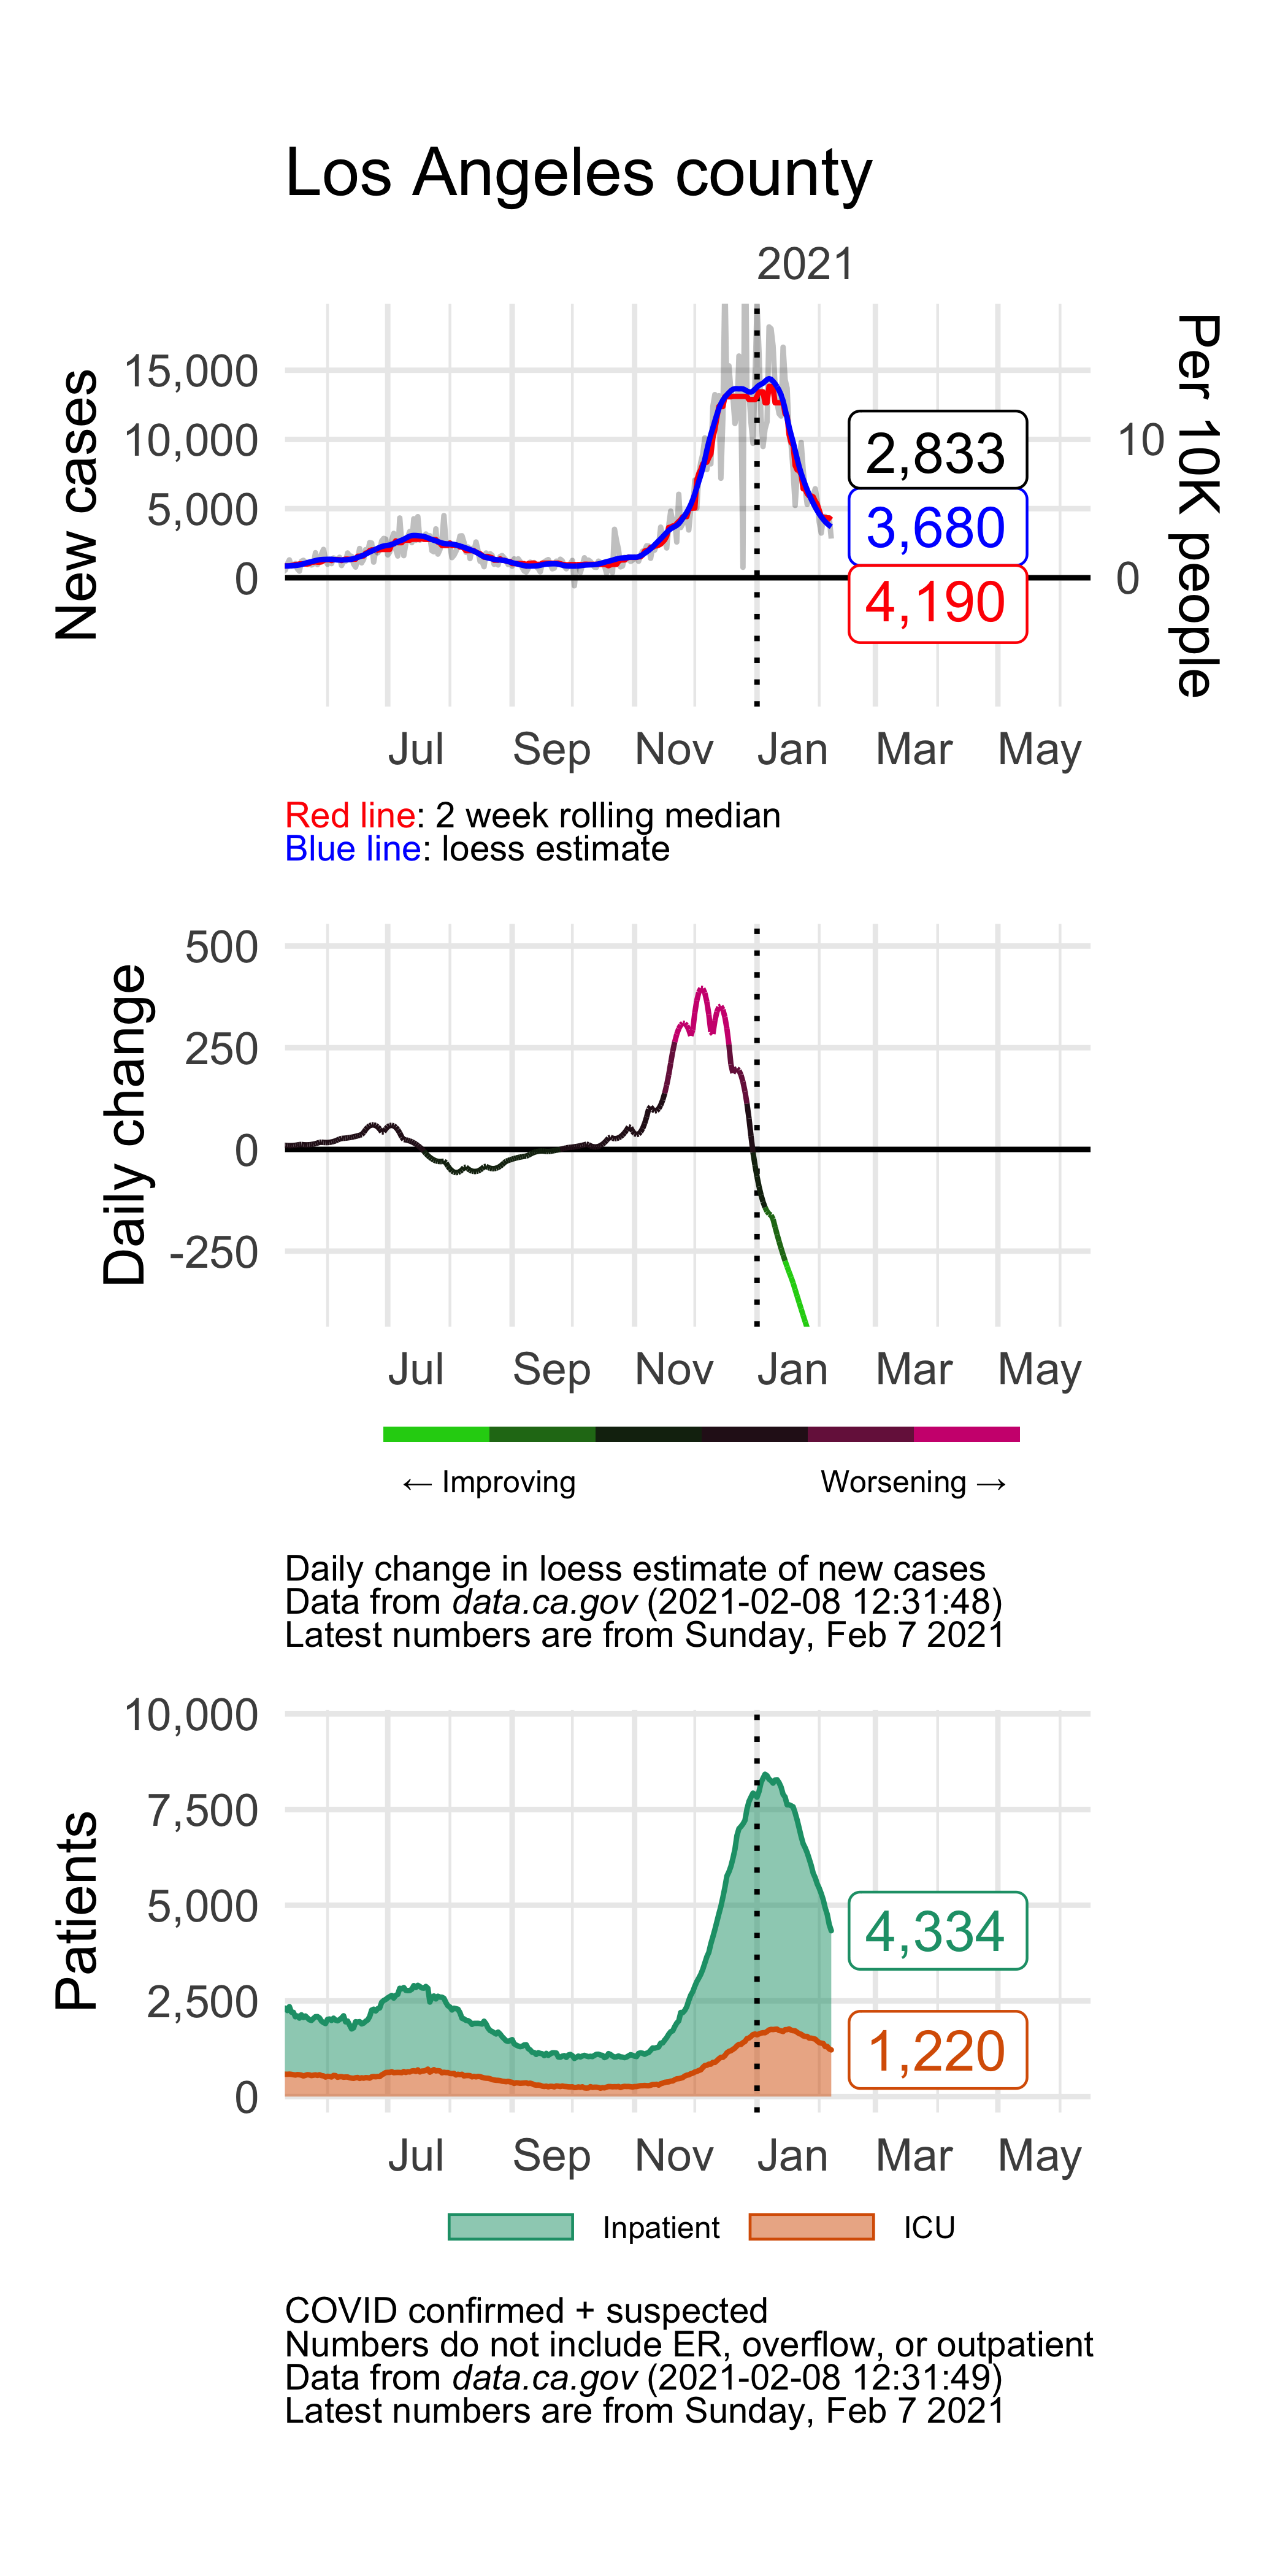 Los Angeles county
2021
New cases
15,000
10,000
5,000
0
10
0
Per 10K people
2,833
3,680
4,190
Jul Sep Nov Jan Mar May
Red line: 2 week rolling median
Blue line: loess estimate
Daily change
500
250
0
-250
Jul Sep Nov Jan Mar May
← Improving Worsening →
Daily change in loess estimate of new cases
Data from data.ca.gov (2021-02-08 12:31:48)
Latest numbers are from Sunday, Feb 7 2021
Patients
10,000
7,500
5,000
2,500
0
4,334
1,220
Jul Sep Nov Jan Mar May
Inpatient ICU
COVID confirmed + suspected
Numbers do not include ER, overflow, or outpatient
Data from data.ca.gov (2021-02-08 12:31:49)
Latest numbers are from Sunday, Feb 7 2021